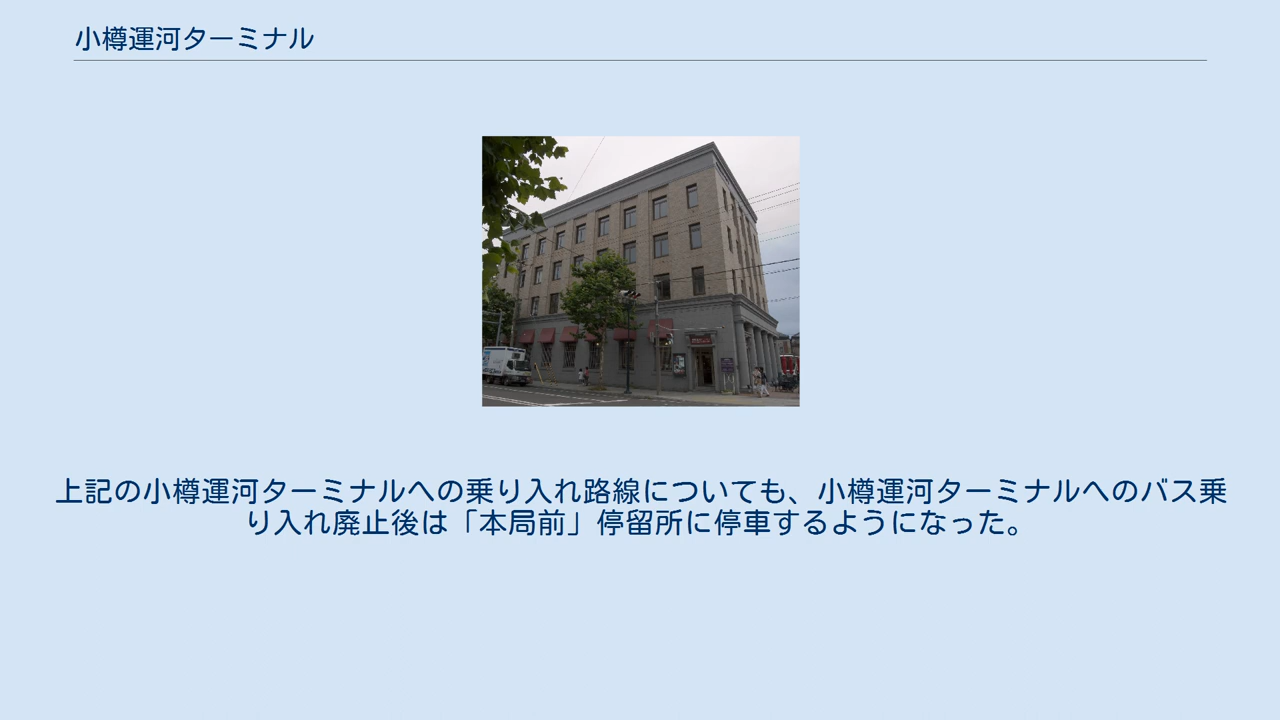 小樽運河ターミナル
上記の小樽運河ターミナルへの乗り入れ路線についても、小樽運河ターミナルへのバス乗
り入れ廃止後は「本局前」停留所に停車するようになった。